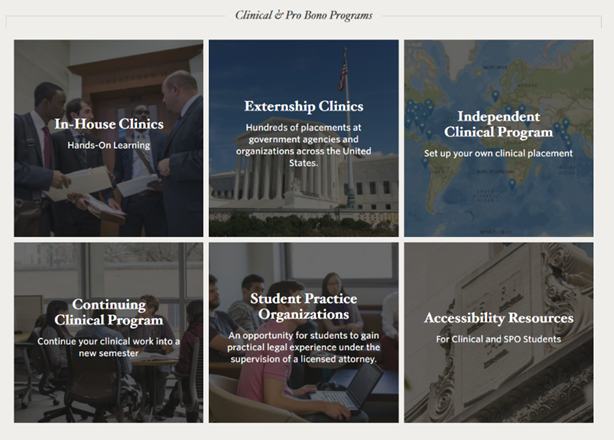 Clinical & Pro Bono Programs
In-House Clinics
Hands-On Learning
Externship Clinics
Hundreds of placements at
government agencies and
organizations across the United
States.
Independent
Clinical Program
Set up your own clinical placement
Continuing
Clinical Program
Continue your clinical work into a
new semester
Student Practice
Organizations
An opportunity for students to gain
practical legal experience under the
supervision of a licensed attorney.
Accessibility Resources
For Clinical and SPO Students